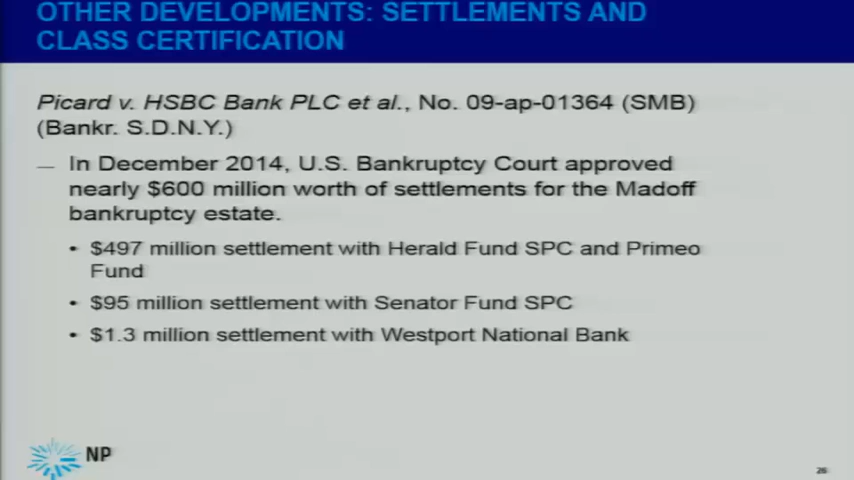 OTHER DEVELOPMENTS: SETTLEMENTS AND
CLASS CERTIFICATION
Picard v. HSBC Bank PLC et al., No. 09-ap-01364 (SMB)
(Bankr. S.D.N.Y.)
— In December 2014, U.S. Bankruptcy Court approved
nearly $600 million worth of settlements for the Madoff
bankruptcy estate.
• $497 million settlement with Herald Fund SPC and Primeo
Fund
• $95 million settlement with Senator Fund SPC
• $1.3 million settlement with Westport National Bank
NP
26